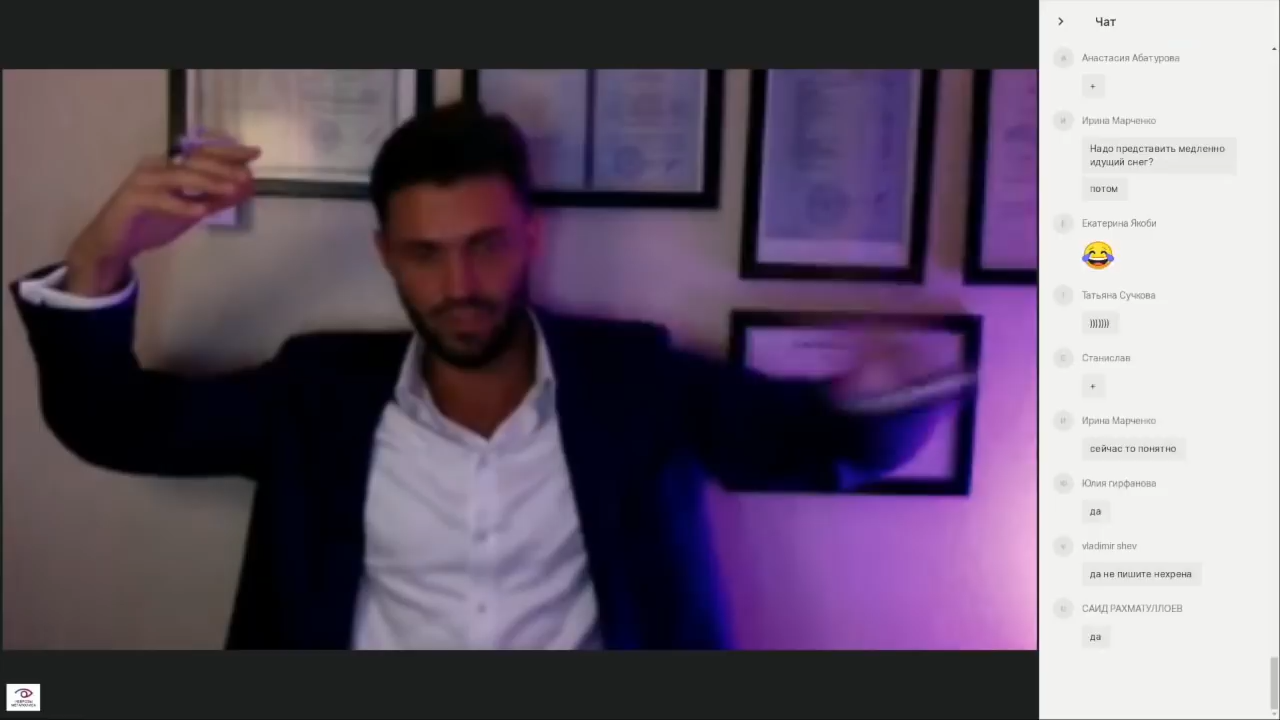 Чат
Анастасия Абатурова
+
Ирина Марченко
Надо представить медленно
идущий снег?
потом
Екатерина Якоби
Татьяна Сучкова
)))))))
Станислав
+
Ирина Марченко
сейчас то понятно
Юлия гирфанова
да
vladimir shev
да не пишите нехрена
САИД РАХМАТУЛЛОЕВ
да